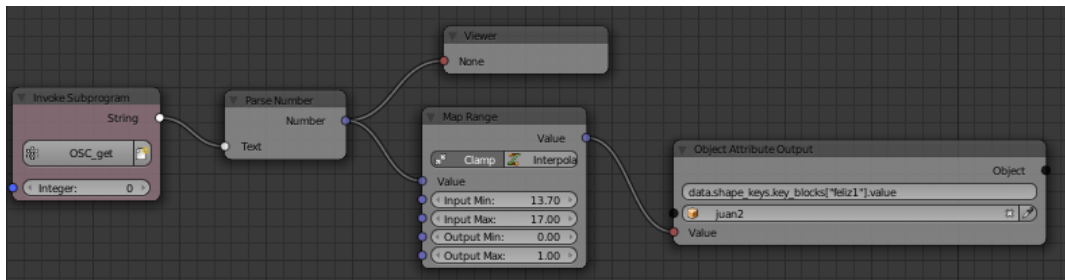 Invoke Subprogram
String
OSC_get
Integer: 0
Parse Number
Number
Text
Viewer
None
Map Range
Value
Clamp Interpola
Value
Input Min: 13.70
Input Max: 17.00
Output Min: 0.00
Output Max: 1.00
Object Attribute Output
Object
data.shape_keys.key_blocks["feliz1"].value
juan2
Value